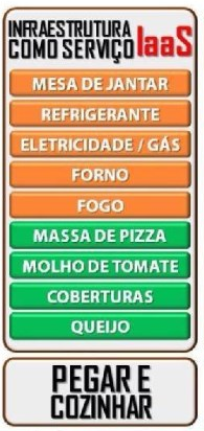 INFRAESTRUTURA
COMO SERVIÇO IaaS
MESA DE JANTAR
REFRIGERANTE
ELETRICIDADE / GÁS
FORNO
FOGO
MASSA DE PIZZA
MOLHO DE TOMATE
COBERTURAS
QUEIJO
PEGAR E
COZINHAR